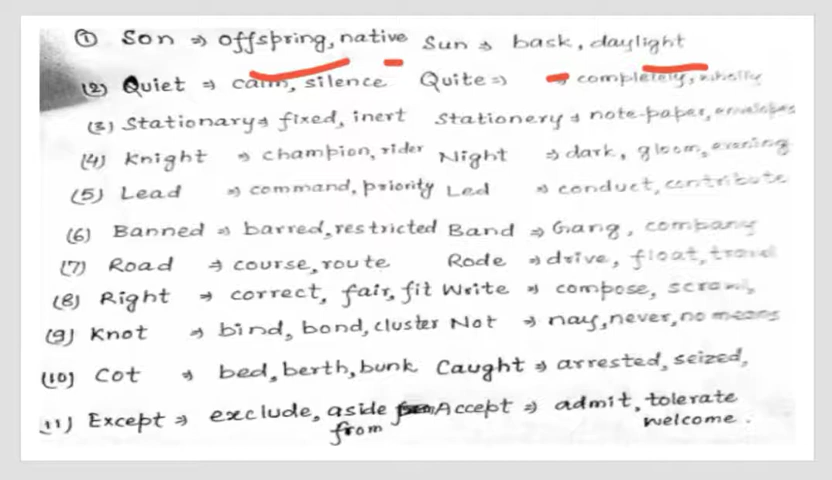 ① Son ⇒ offspring, native Sun ⇒ bask, daylight
(2) Quiet ⇒ calm, silence Quite ⇒ ⇒ completely, wholly
(3) Stationary ⇒ fixed, inert Stationery ⇒ note-paper, envelopes
(4) Knight ⇒ champion, rider Night ⇒ dark, gloom, evening
(5) Lead ⇒ command, priority Led ⇒ conduct, contribute
(6) Banned ⇒ barred, restricted Band ⇒ Gang, company
(7) Road ⇒ course, route Rode ⇒ drive, float, travel
(8) Right ⇒ correct, fair, fit Write ⇒ compose, scrawl,
(9) Knot ⇒ bind, bond, cluster Not ⇒ nay, never, no means
(10) Cot ⇒ bed, berth, bunk Caught ⇒ arrested, seized,
(11) Except ⇒ exclude, aside Accept ⇒ admit, tolerate
from welcome.